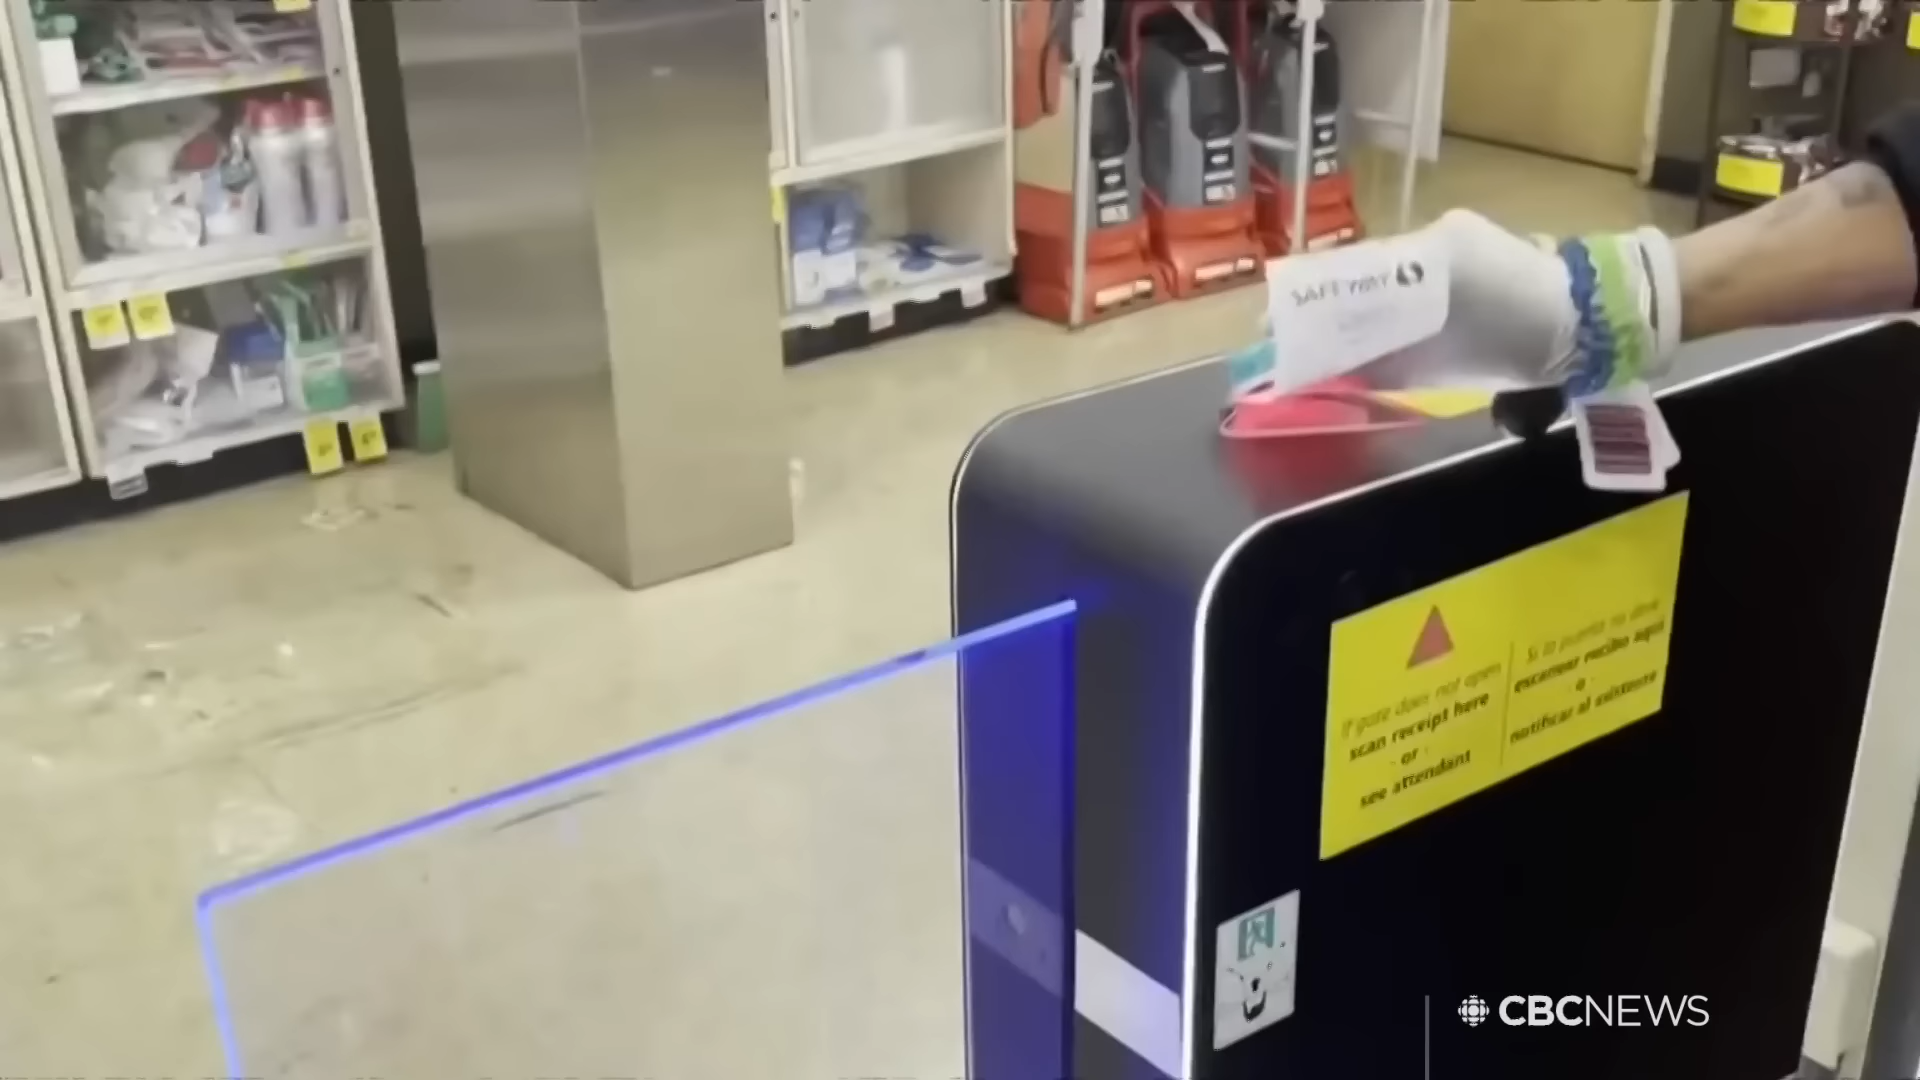 SAFEWAY
If gate does not open
scan receipt here
- or -
see attendant
Si la puerta no abre
escanear recibo aquí
- o -
notificar al asistente
CBCNEWS